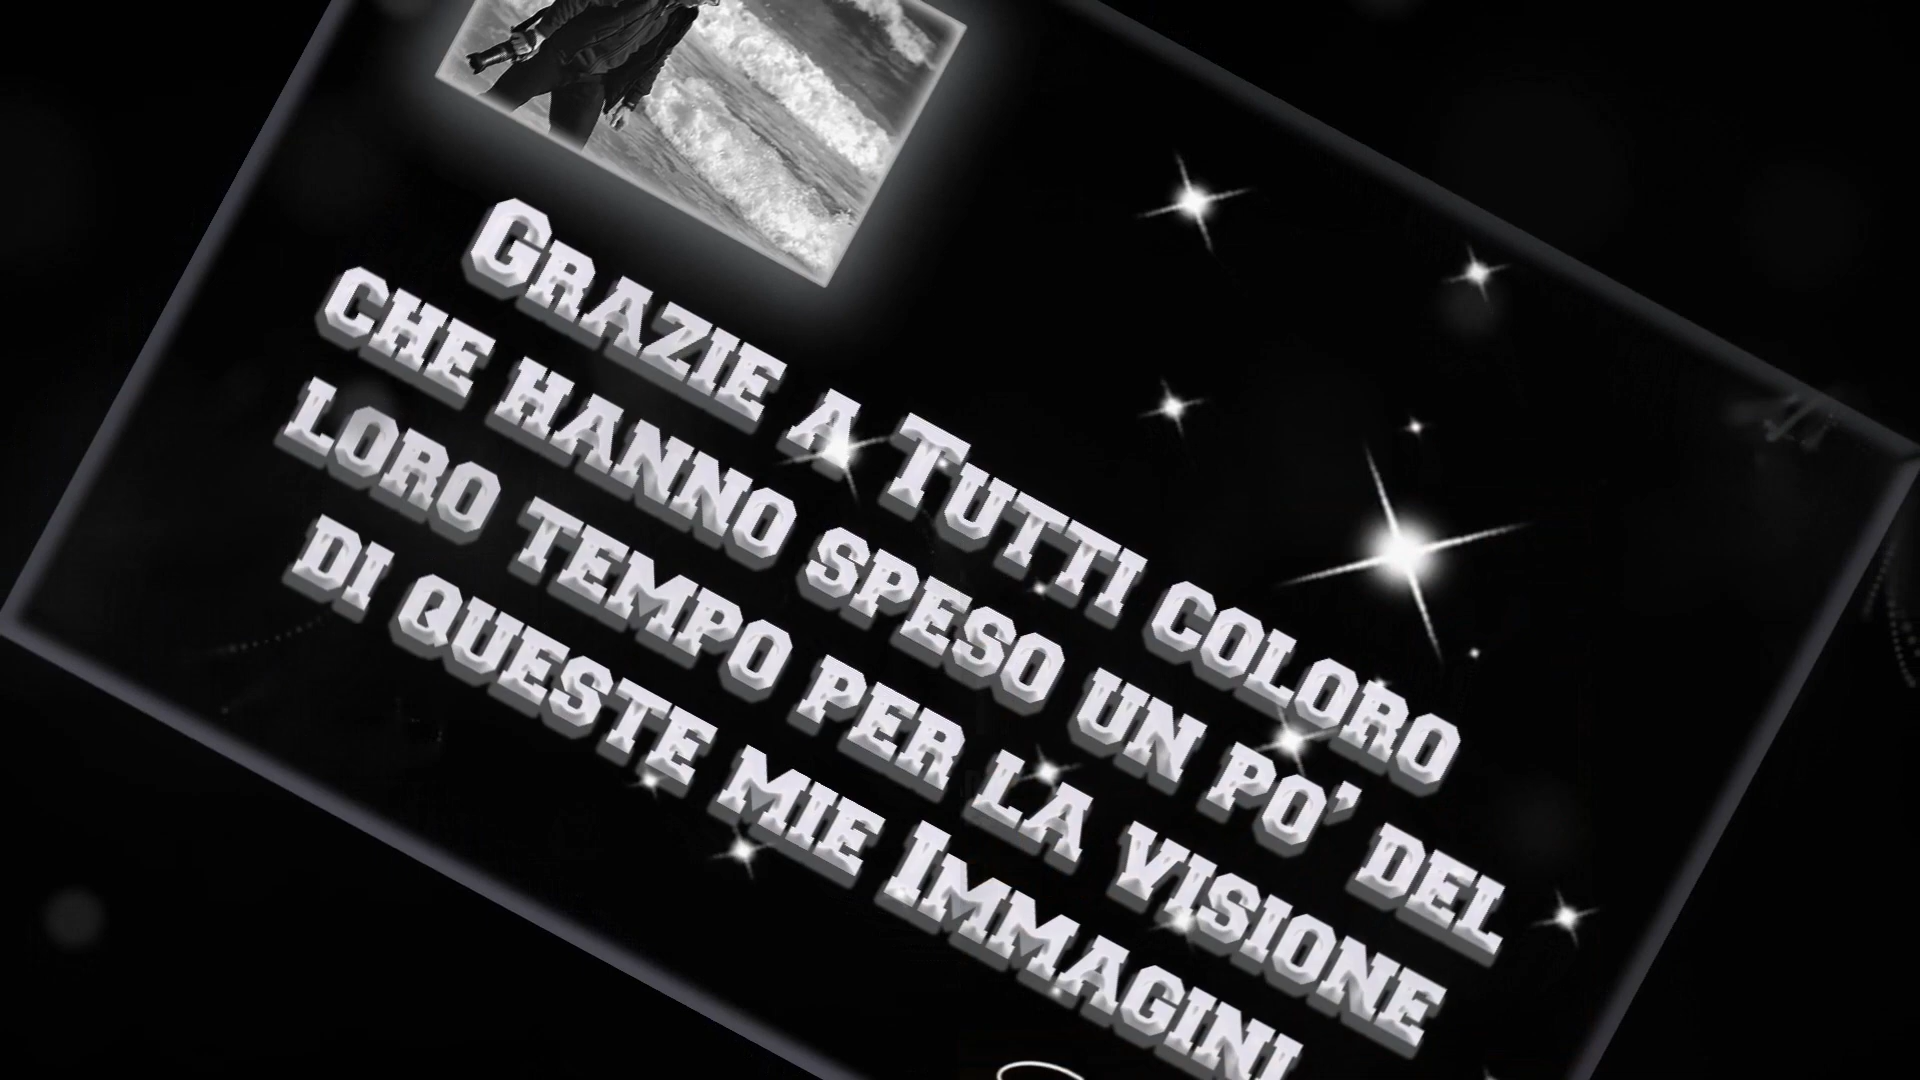 Grazie a Tutti coloro
che hanno speso un po' del
loro tempo per la visione
di queste mie Immagini